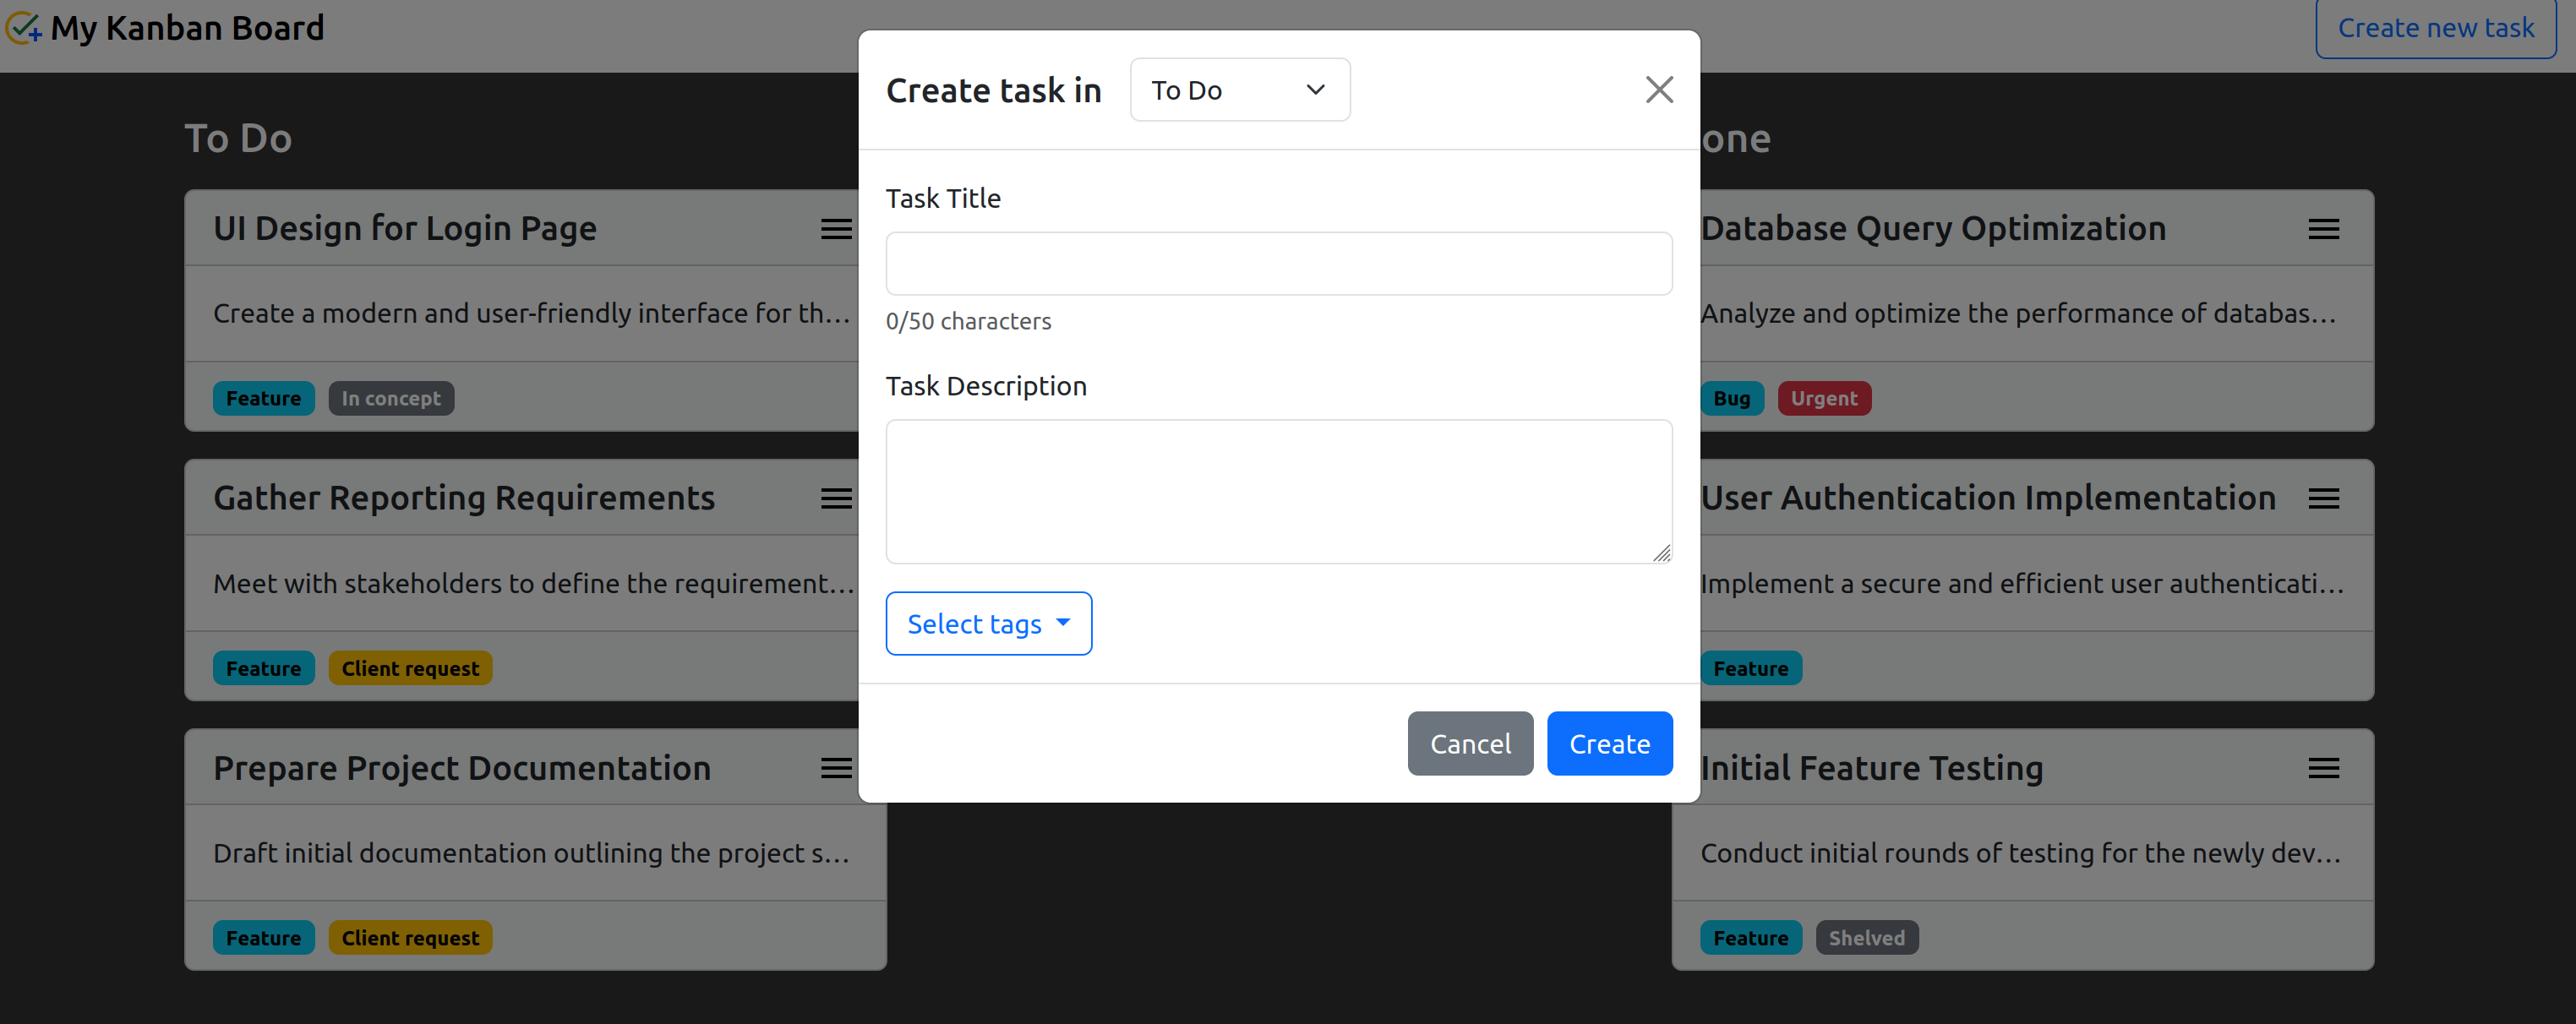 My Kanban Board
Create new task
Create task in
To Do
Task Title
0/50 characters
Task Description
Select tags
Cancel
Create
To Do
UI Design for Login Page
Create a modern and user-friendly interface for th...
Feature
In concept
Gather Reporting Requirements
Meet with stakeholders to define the requirement...
Feature
Client request
Prepare Project Documentation
Draft initial documentation outlining the project s...
Feature
Client request
one
Database Query Optimization
Analyze and optimize the performance of databas...
Bug
Urgent
User Authentication Implementation
Implement a secure and efficient user authenticati...
Feature
Initial Feature Testing
Conduct initial rounds of testing for the newly dev...
Feature
Shelved